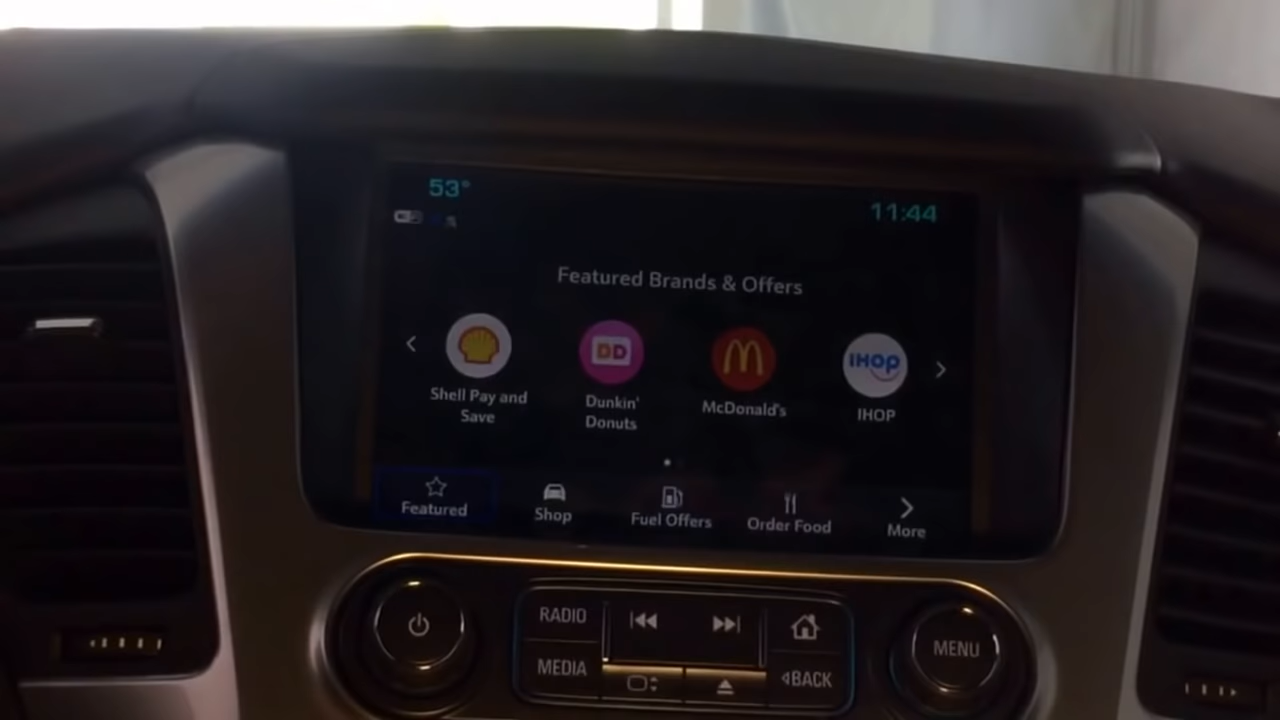 53°
11:44
Featured Brands & Offers
DD
IHOP
Shell Pay and
Save
Dunkin'
Donuts
McDonald's
IHOP
Featured
Shop
Fuel Offers
Order Food
More
RADIO
MEDIA
BACK
MENU